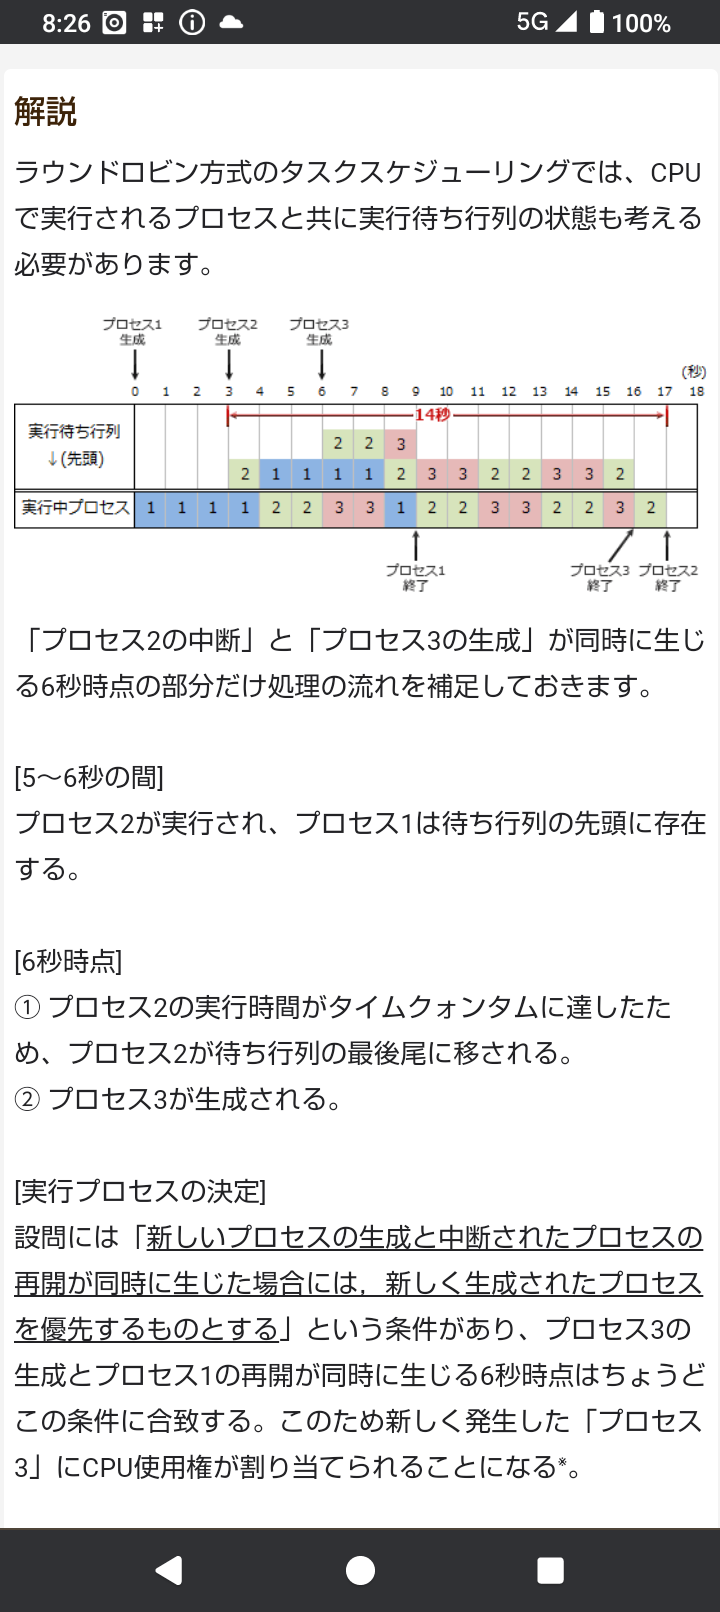 8:26
5G 100%
解説
ラウンドロビン方式のタスクスケジューリングでは、CPU
で実行されるプロセスと共に実行待ち行列の状態も考える
必要があります。
プロセス1 プロセス2 プロセス3
生成 生成 生成
(秒)
0 1 2 3 4 5 6 7 8 9 10 11 12 13 14 15 16 17 18
14秒
実行待ち行列
↓(先頭)
2 2 3
2 1 1 1 1 2 3 3 2 2 3 3 2
実行中プロセス 1 1 1 1 2 2 3 3 1 2 2 3 3 2 2 3 2
プロセス1 プロセス3 プロセス2
終了 終了 終了
「プロセス2の中断」と「プロセス3の生成」が同時に生じ
る6秒時点の部分だけ処理の流れを補足しておきます。
[5～6秒の間]
プロセス2が実行され、プロセス1は待ち行列の先頭に存在
する。
[6秒時点]
① プロセス2の実行時間がタイムクォンタムに達したた
め、プロセス2が待ち行列の最後尾に移される。
② プロセス3が生成される。
[実行プロセスの決定]
設問には「新しいプロセスの生成と中断されたプロセスの
再開が同時に生じた場合には，新しく生成されたプロセス
を優先するものとする」という条件があり、プロセス3の
生成とプロセス1の再開が同時に生じる6秒時点はちょうど
この条件に合致する。このため新しく発生した「プロセス
3」にCPU使用権が割り当てられることになる※。